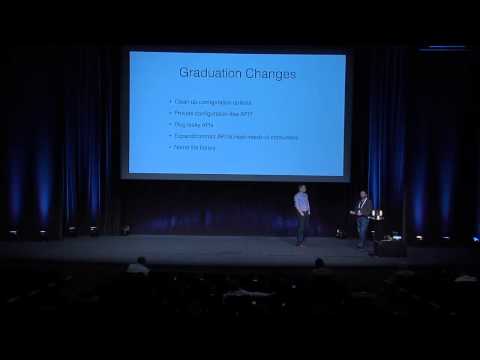 Graduation Changes
• Clean up configuration options
• Provide configuration-free API?
• Plug leaky APIs
• Expand/contract API to meet needs of consumers
• Name the library